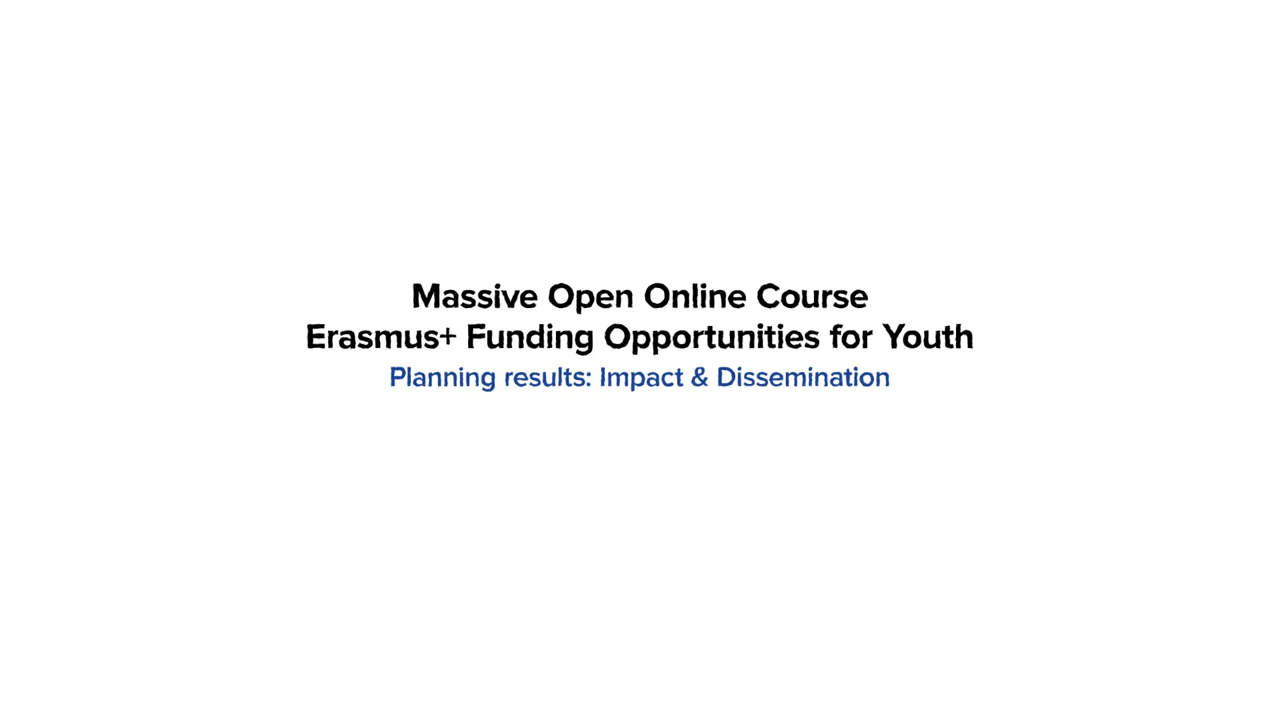 Massive Open Online Course
Erasmus+ Funding Opportunities for Youth
Planning results: Impact & Dissemination